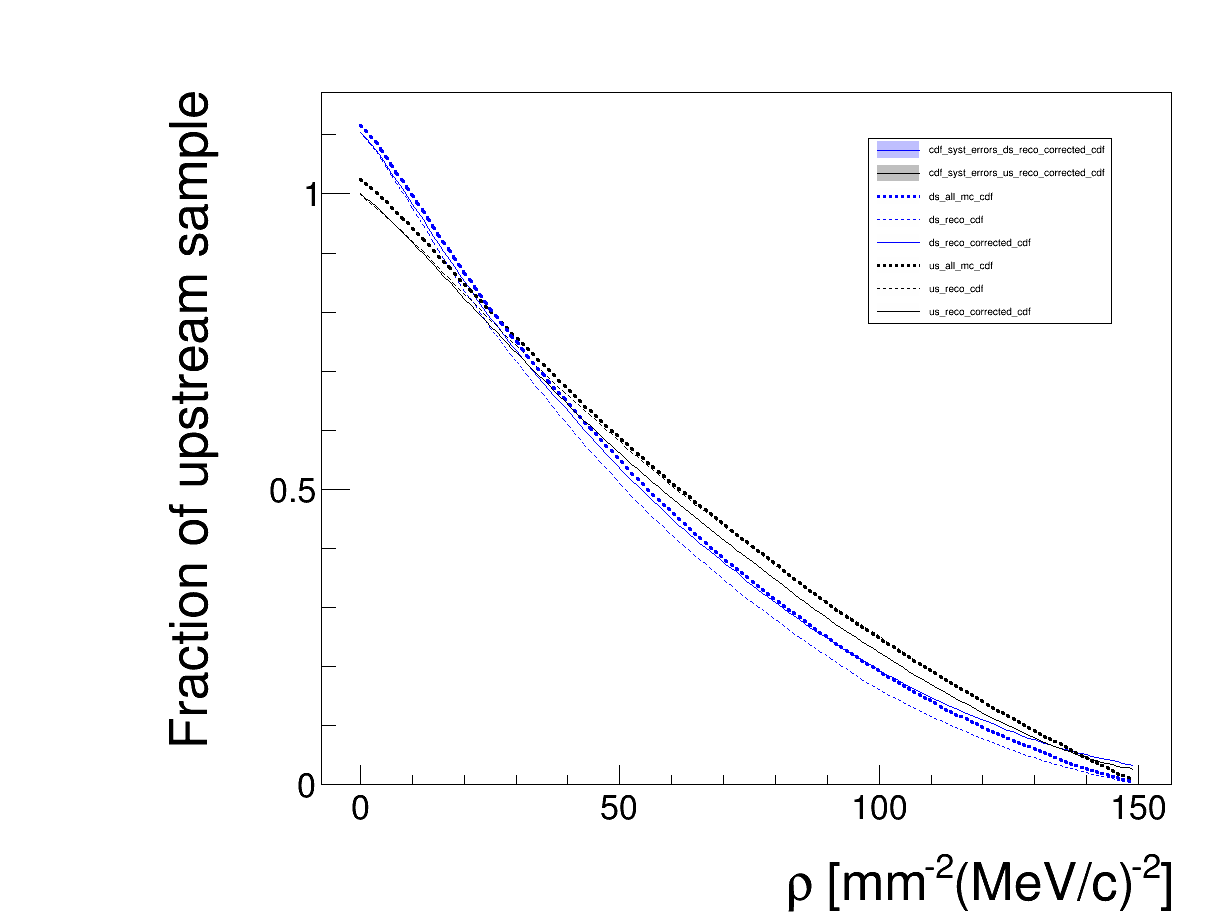 Fraction of upstream sample
1
0.5
0
0 50 100 150
ρ [mm⁻²(MeV/c)⁻²]
cdf_syst_errors_ds_reco_corrected_cdf
cdf_syst_errors_us_reco_corrected_cdf
ds_all_mc_cdf
ds_reco_cdf
ds_reco_corrected_cdf
us_all_mc_cdf
us_reco_cdf
us_reco_corrected_cdf